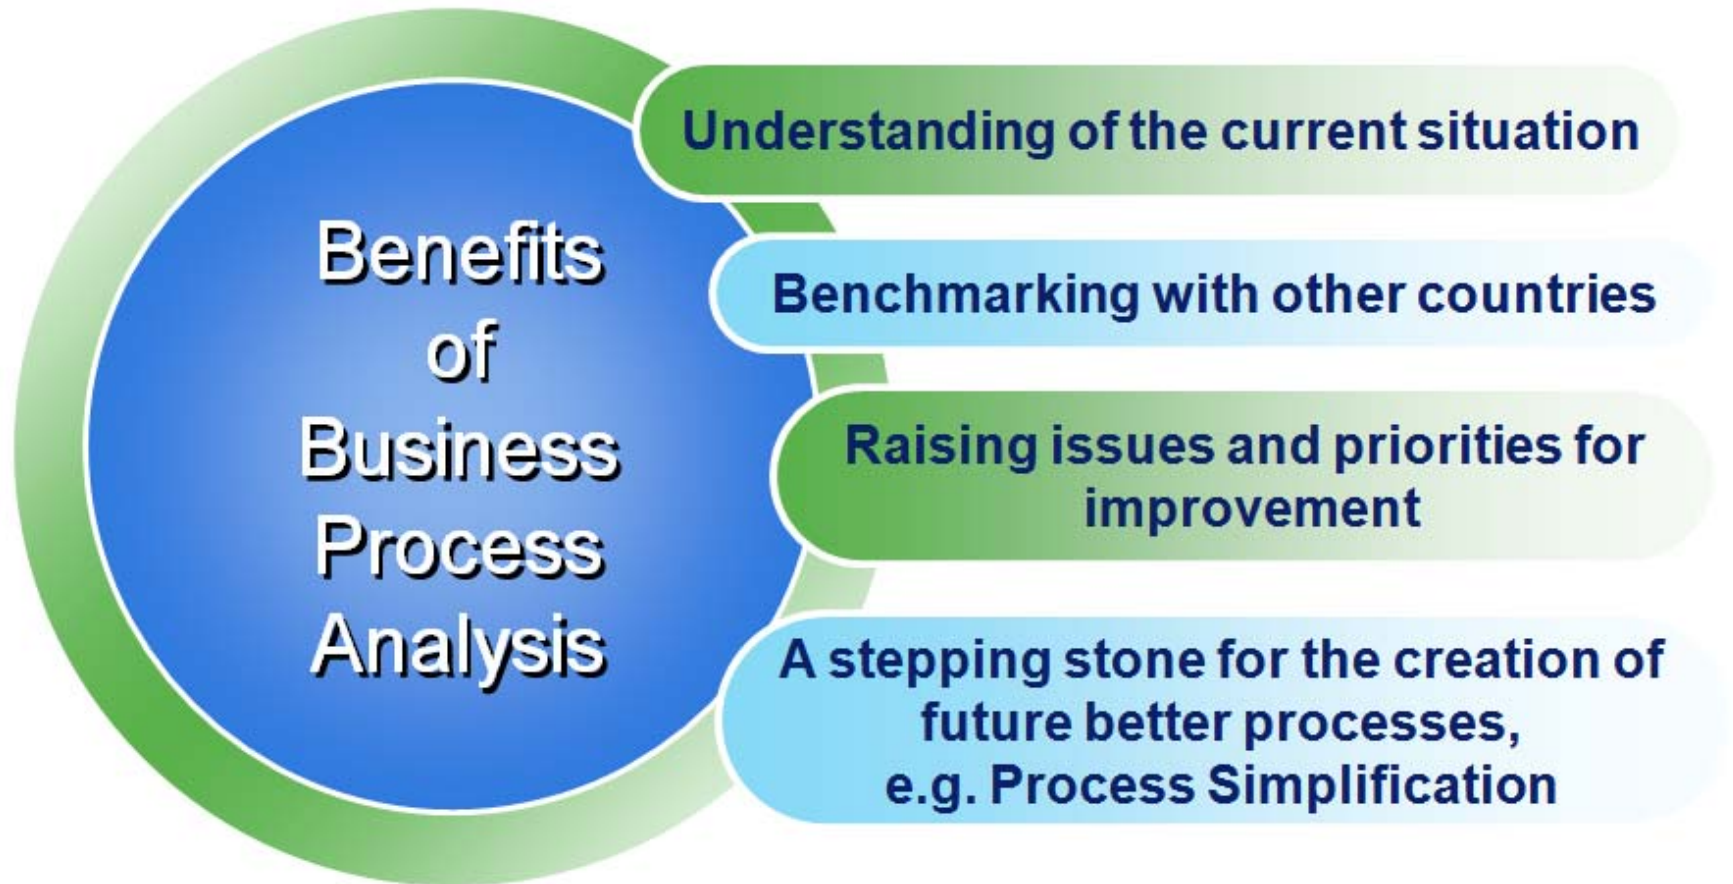 Benefits
of
Business
Process
Analysis
Understanding of the current situation
Benchmarking with other countries
Raising issues and priorities for
improvement
A stepping stone for the creation of
future better processes,
e.g. Process Simplification